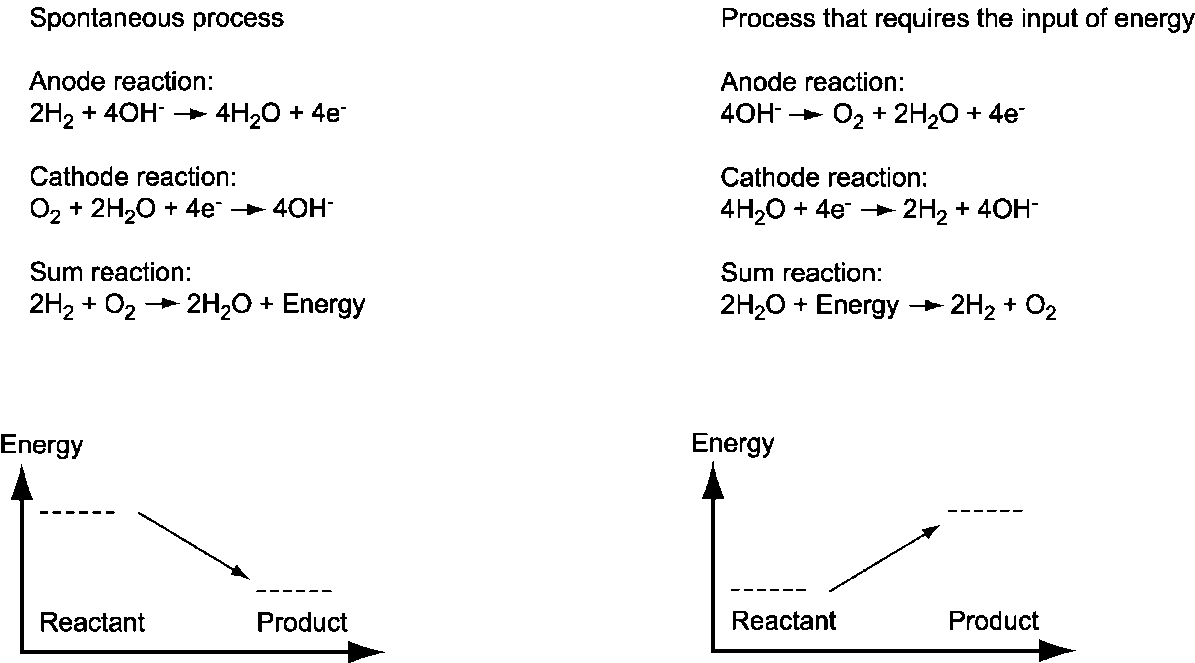 Spontaneous process
Anode reaction:
2H₂ + 4OH⁻ → 4H₂O + 4e⁻
Cathode reaction:
O₂ + 2H₂O + 4e⁻ → 4OH⁻
Sum reaction:
2H₂ + O₂ → 2H₂O + Energy
Energy
Reactant Product
Process that requires the input of energy
Anode reaction:
4OH⁻ → O₂ + 2H₂O + 4e⁻
Cathode reaction:
4H₂O + 4e⁻ → 2H₂ + 4OH⁻
Sum reaction:
2H₂O + Energy → 2H₂ + O₂
Energy
Reactant Product